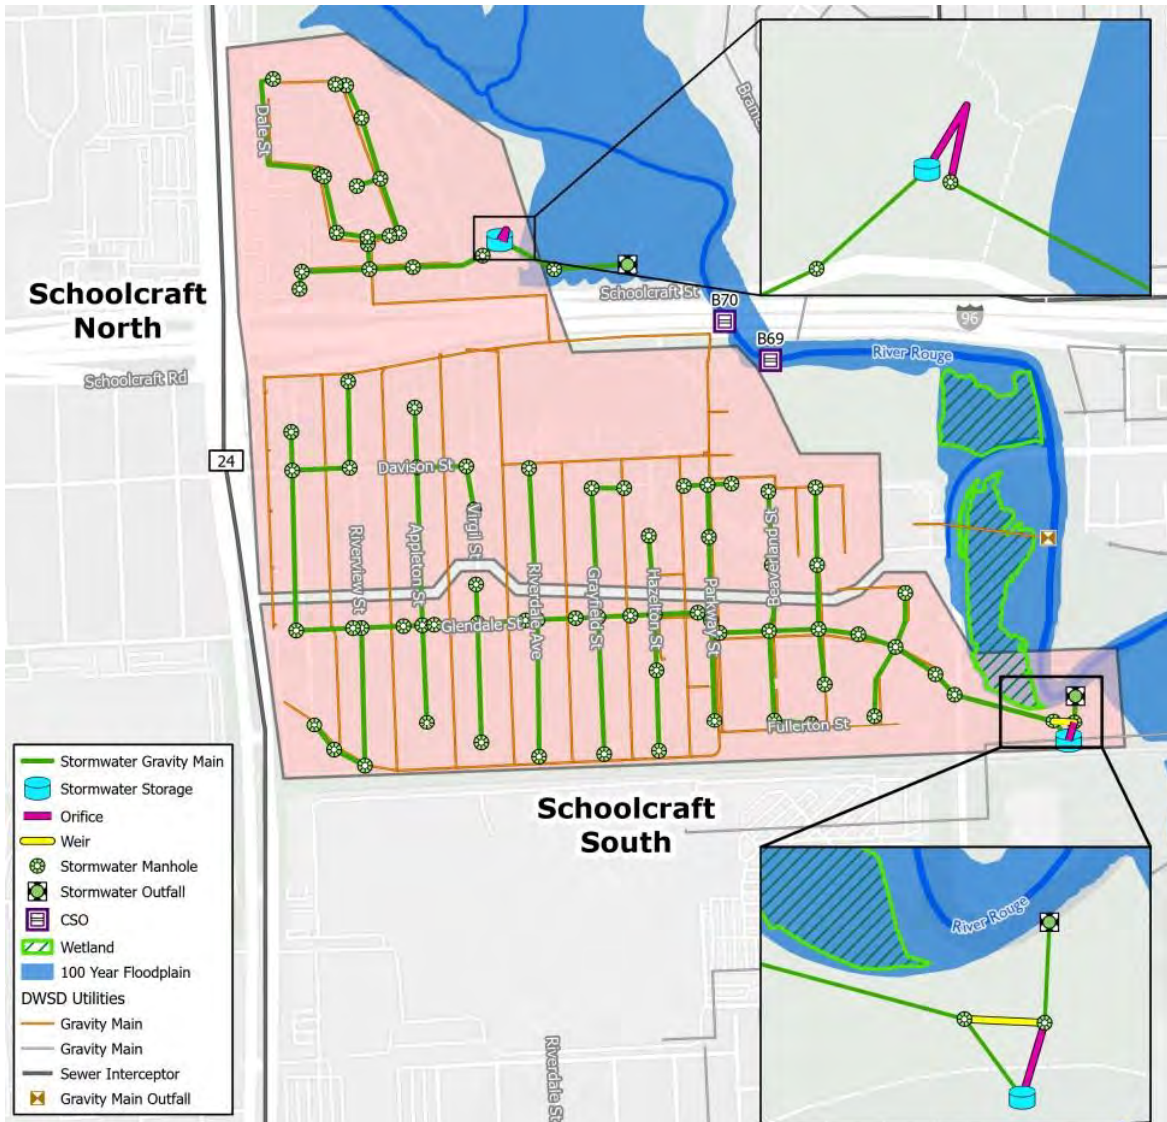 Dale St
Brame
Schoolcraft
North
Schoolcraft St
B70
B69
96
River Rouge
Schoolcraft Rd
24
Davison St
Virgil St
Riverview St
Appleton St
Riverdale Ave
Grayfield St
Hazelton St
Parkway St
Beaverland St
Glendale St
Fullerton St
Schoolcraft
South
Stormwater Gravity Main
Stormwater Storage
Orifice
Weir
Stormwater Manhole
Stormwater Outfall
CSO
Wetland
100 Year Floodplain
DWSD Utilities
Gravity Main
Gravity Main
Sewer Interceptor
Gravity Main Outfall
River Rouge
Riverdale St